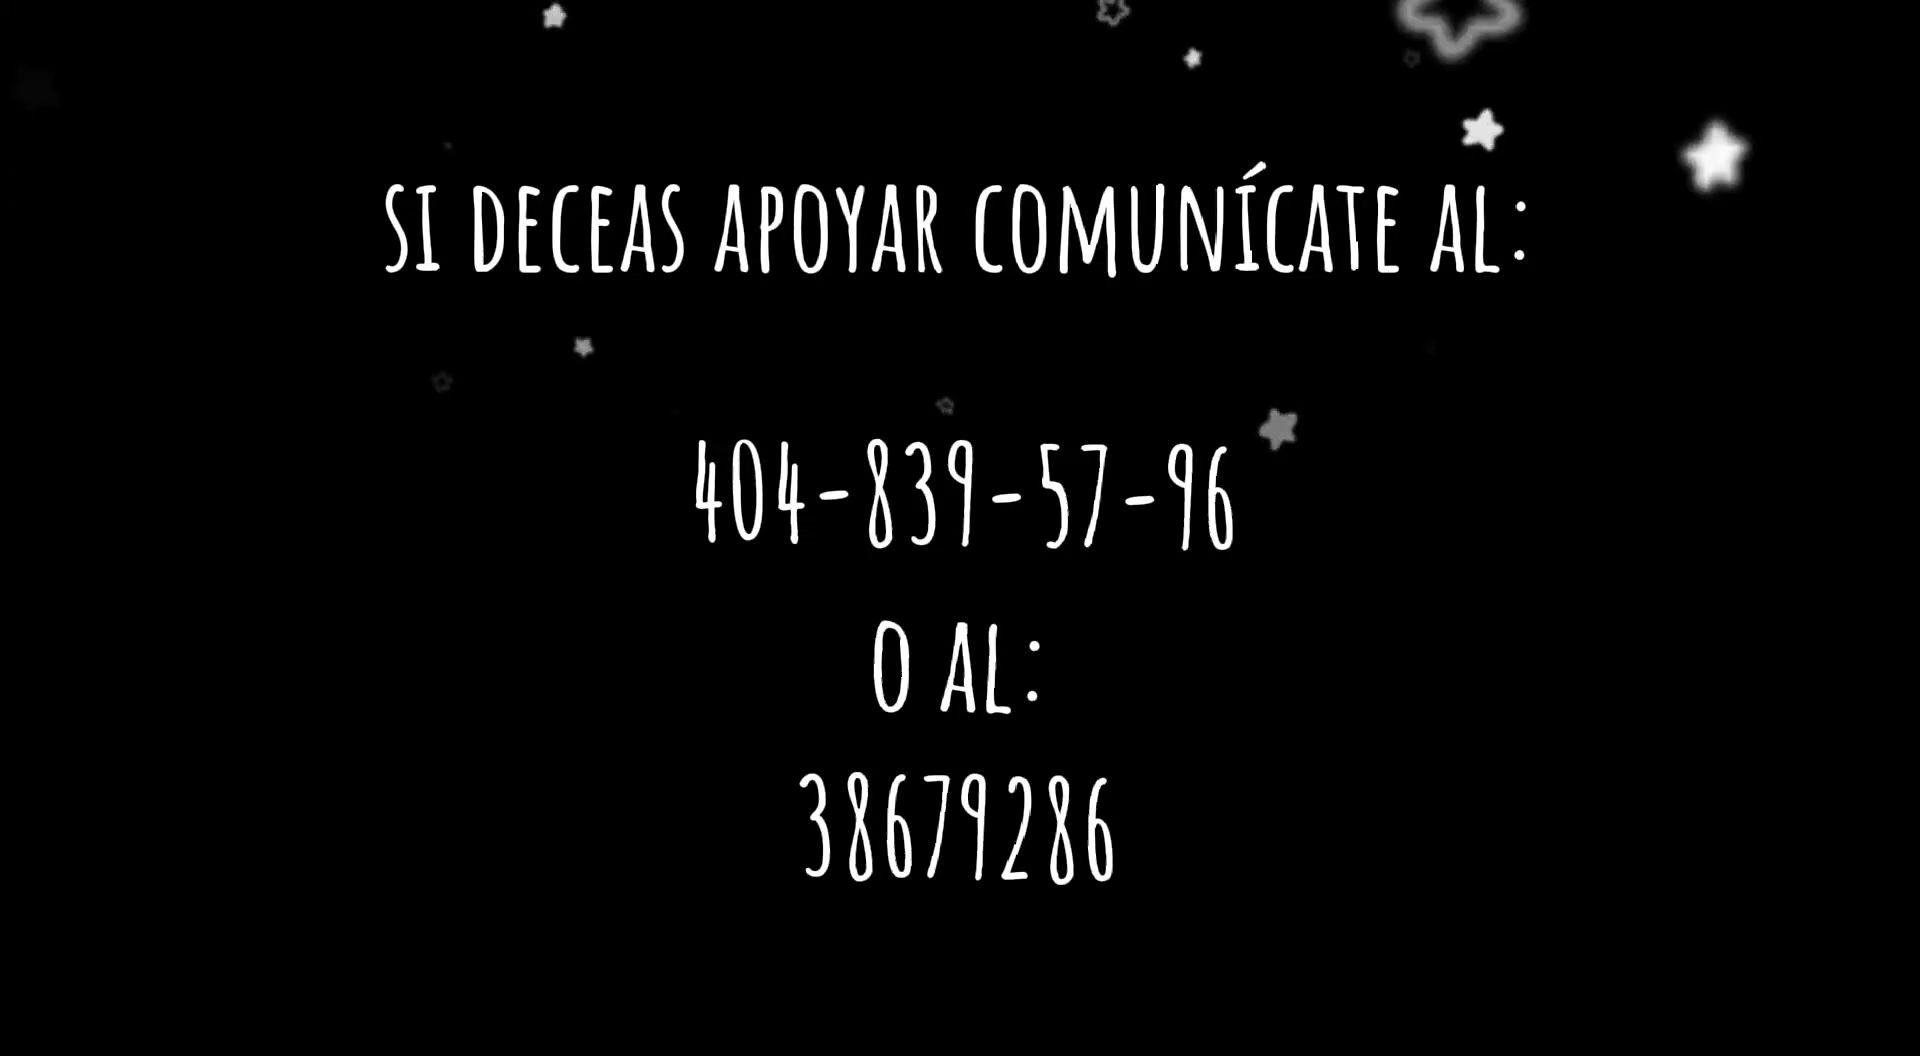 SI DECEAS APOYAR COMUNÍCATE AL:
404-839-57-96
O AL:
38679286